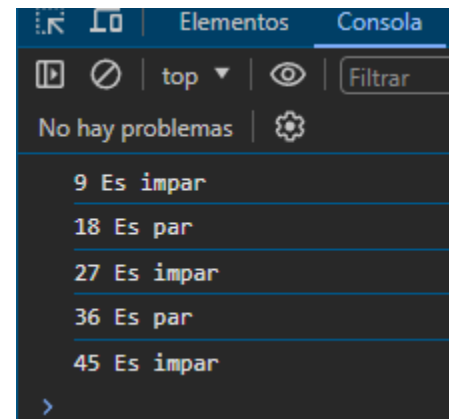 Elementos Consola
top Filtrar
No hay problemas
9 Es impar
18 Es par
27 Es impar
36 Es par
45 Es impar